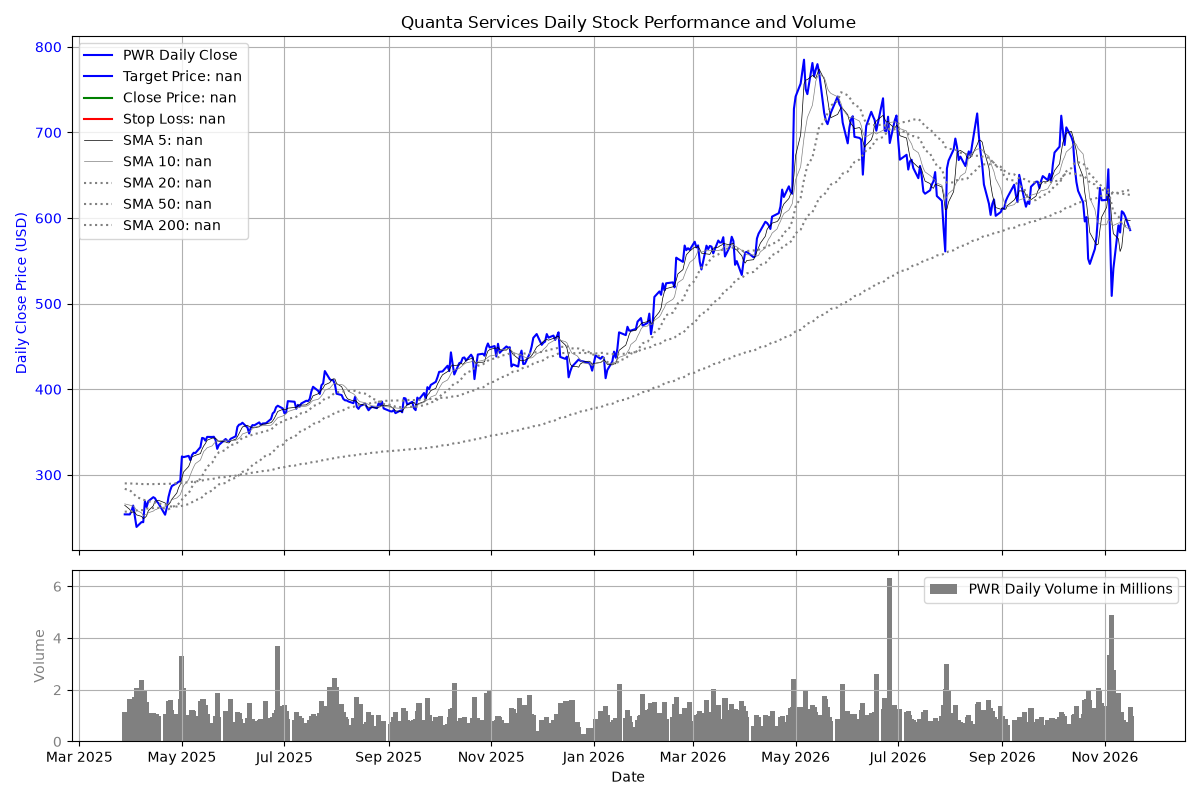 Quanta Services Daily Stock Performance and Volume
PWR Daily Close
Target Price: nan
Close Price: nan
Stop Loss: nan
SMA 5: nan
SMA 10: nan
SMA 20: nan
SMA 50: nan
SMA 200: nan
800
700
600
500
400
300
Daily Close Price (USD)
PWR Daily Volume in Millions
6
4
2
0
Volume
Mar 2025
May 2025
Jul 2025
Sep 2025
Nov 2025
Jan 2026
Mar 2026
May 2026
Jul 2026
Sep 2026
Nov 2026
Date